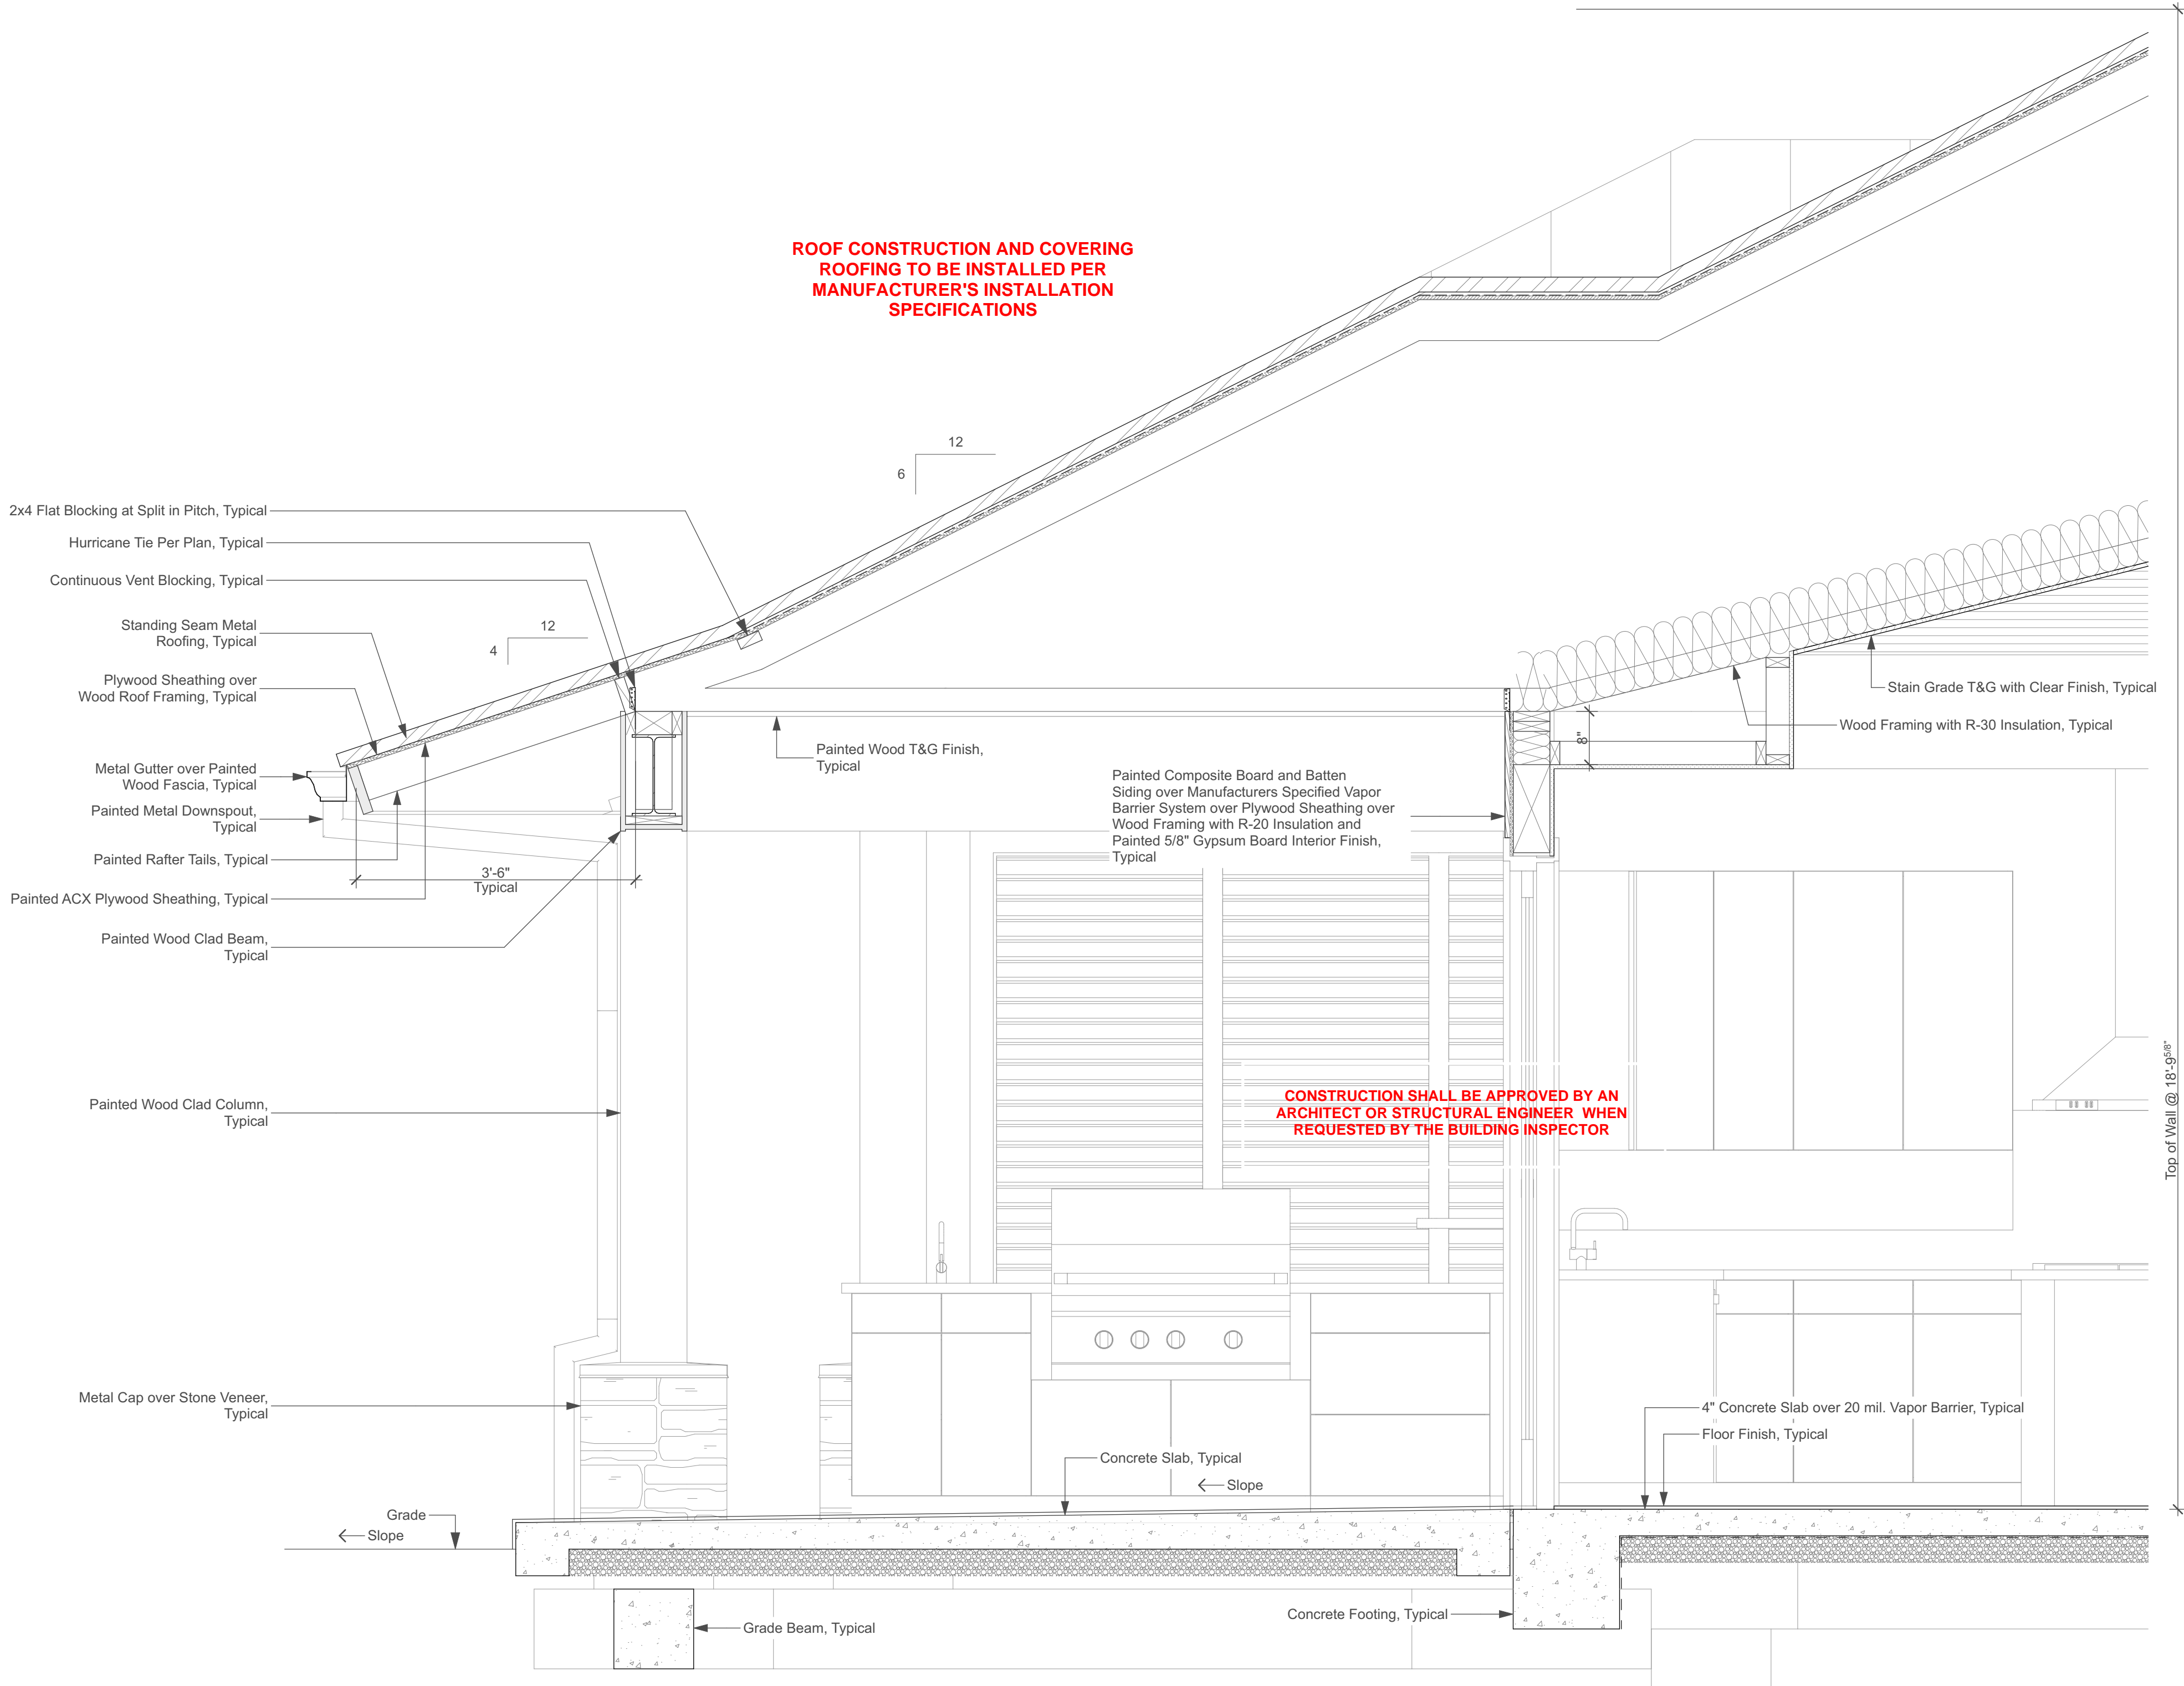 ROOF CONSTRUCTION AND COVERING
ROOFING TO BE INSTALLED PER
MANUFACTURER'S INSTALLATION
SPECIFICATIONS
12
6
2x4 Flat Blocking at Split in Pitch, Typical
Hurricane Tie Per Plan, Typical
Continuous Vent Blocking, Typical
Standing Seam Metal
Roofing, Typical
12
4
Plywood Sheathing over
Wood Roof Framing, Typical
Metal Gutter over Painted
Wood Fascia, Typical
Painted Metal Downspout,
Typical
Painted Rafter Tails, Typical
3'-6"
Typical
Painted ACX Plywood Sheathing, Typical
Painted Wood Clad Beam,
Typical
Painted Wood T&G Finish,
Typical
Painted Composite Board and Batten
Siding over Manufacturers Specified Vapor
Barrier System over Plywood Sheathing over
Wood Framing with R-20 Insulation and
Painted 5/8" Gypsum Board Interior Finish,
Typical
8"
Stain Grade T&G with Clear Finish, Typical
Wood Framing with R-30 Insulation, Typical
Painted Wood Clad Column,
Typical
CONSTRUCTION SHALL BE APPROVED BY AN
ARCHITECT OR STRUCTURAL ENGINEER WHEN
REQUESTED BY THE BUILDING INSPECTOR
Top of Wall @ 18'-9 5/8"
Metal Cap over Stone Veneer,
Typical
4" Concrete Slab over 20 mil. Vapor Barrier, Typical
Floor Finish, Typical
Concrete Slab, Typical
Slope
Grade
Slope
Grade Beam, Typical
Concrete Footing, Typical